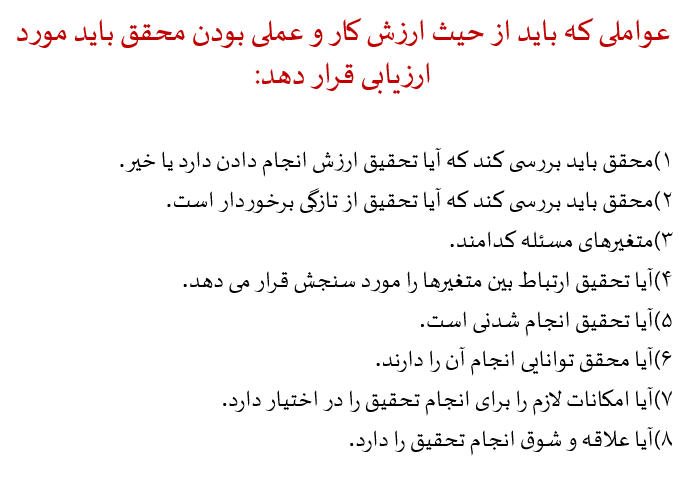 عواملی که باید از حیث ارزش کار و عملی بودن محقق باید مورد
ارزیابی قرار دهد:
۱)محقق باید بررسی کند که آیا تحقیق ارزش انجام دادن دارد یا خیر.
۲)محقق باید بررسی کند که آیا تحقیق از تازگی برخوردار است.
۳)متغیرهای مسئله کدامند.
۴)آیا تحقیق ارتباط بین متغیرها را مورد سنجش قرار می دهد.
۵)آیا تحقیق انجام شدنی است.
۶)آیا محقق توانایی انجام آن را دارند.
۷)آیا امکانات لازم را برای انجام تحقیق را در اختیار دارد.
۸)آیا علاقه و شوق انجام تحقیق را دارد.